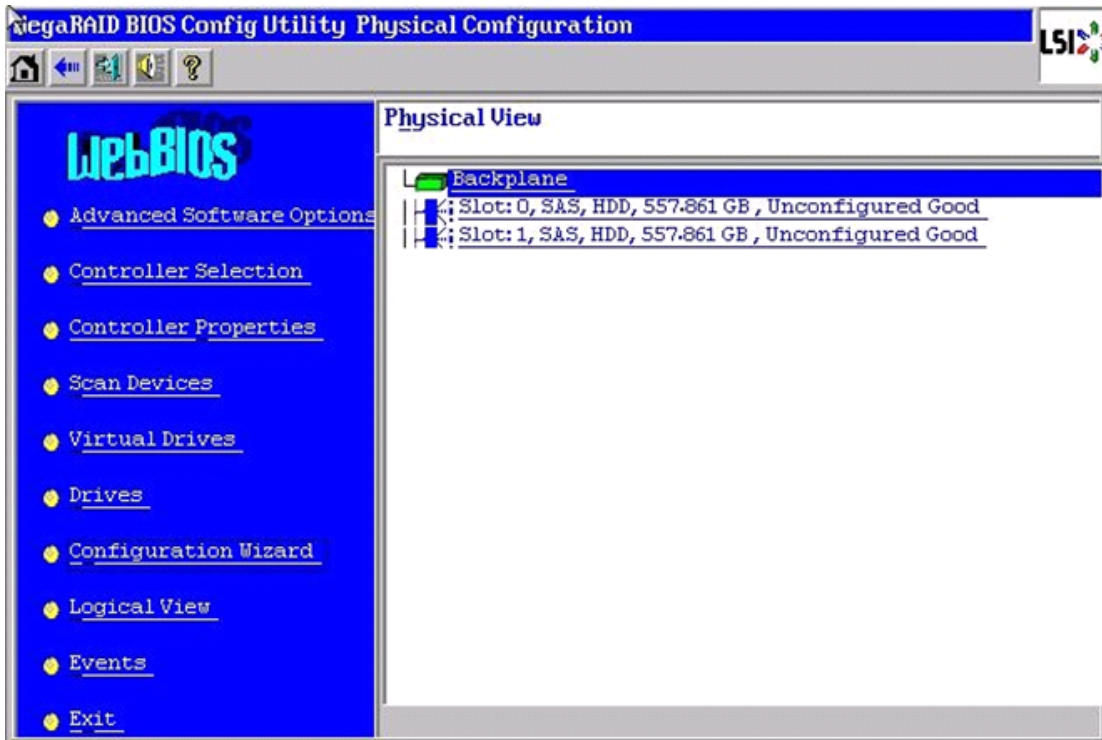 MegaRAID BIOS Config Utility Physical Configuration
LSI
?
WebBIOS
Advanced Software Options
Controller Selection
Controller Properties
Scan Devices
Virtual Drives
Drives
Configuration Wizard
Logical View
Events
Exit
Physical View
Backplane
Slot: 0, SAS, HDD, 557.861 GB , Unconfigured Good
Slot: 1, SAS, HDD, 557.861 GB , Unconfigured Good